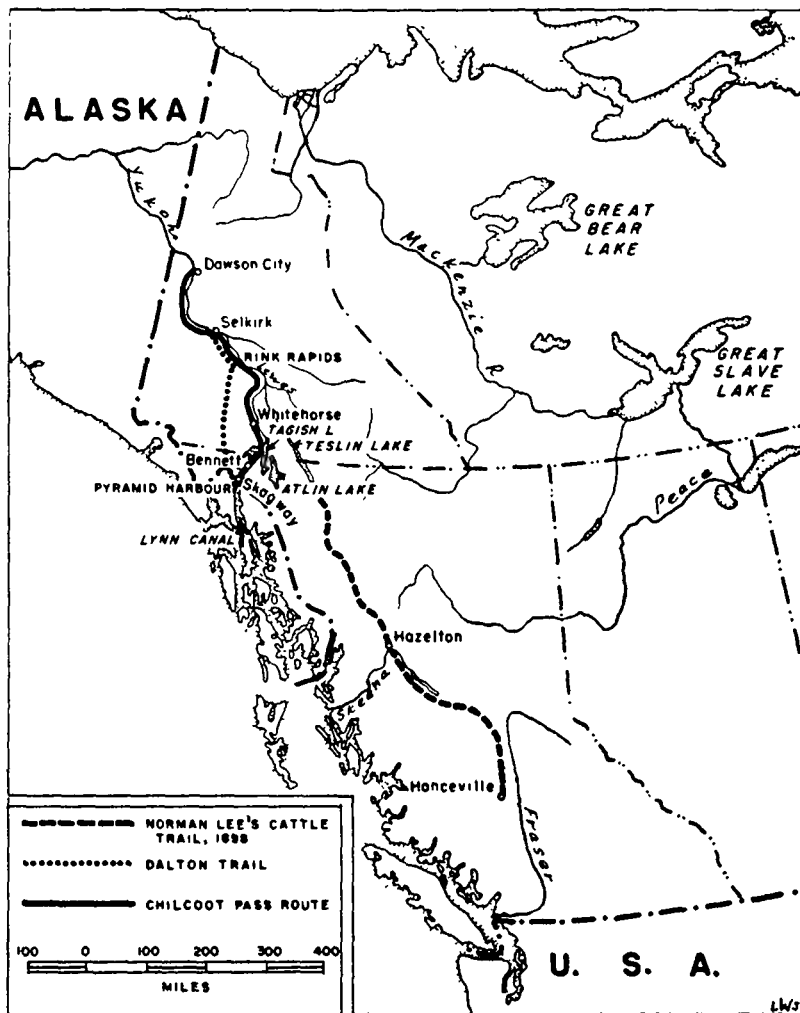 ALASKA
Yukon
Dawson City
Selkirk
RINK RAPIDS
Lewes
Whitehorse
TAGISH L
TESLIN LAKE
Bennett
ATLIN LAKE
PYRAMID HARBOUR
Skagway
LYNN CANAL
Mackenzie R
GREAT
BEAR
LAKE
GREAT
SLAVE
LAKE
Peace
Hazelton
Skeena
Hanceville
Fraser
U. S. A.
NORMAN LEE'S CATTLE
TRAIL, 1898
DALTON TRAIL
CHILCOOT PASS ROUTE
100 0 100 200 300 400
MILES
LWS